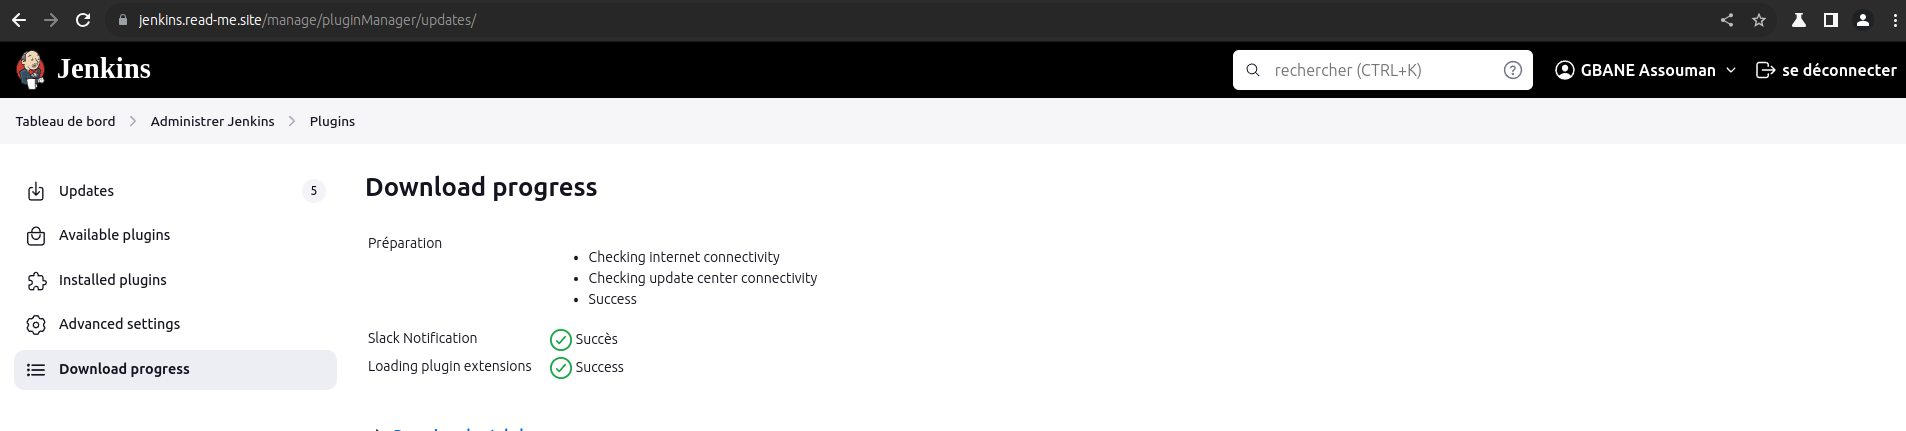 jenkins.read-me.site/manage/pluginManager/updates/
Jenkins
rechercher (CTRL+K)
GBANE Assouman
se déconnecter
Tableau de bord
Administrer Jenkins
Plugins
Updates
5
Available plugins
Installed plugins
Advanced settings
Download progress
Download progress
Préparation
Checking internet connectivity
Checking update center connectivity
Success
Slack Notification Succès
Loading plugin extensions Success